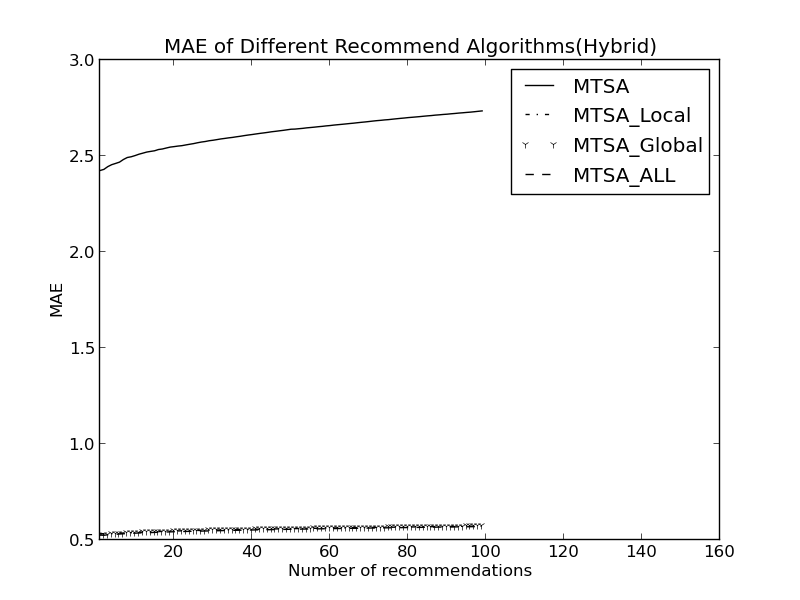 MAE of Different Recommend Algorithms(Hybrid)
MTSA
MTSA_Local
MTSA_Global
MTSA_ALL
MAE
3.0
2.5
2.0
1.5
1.0
0.5
20 40 60 80 100 120 140 160
Number of recommendations